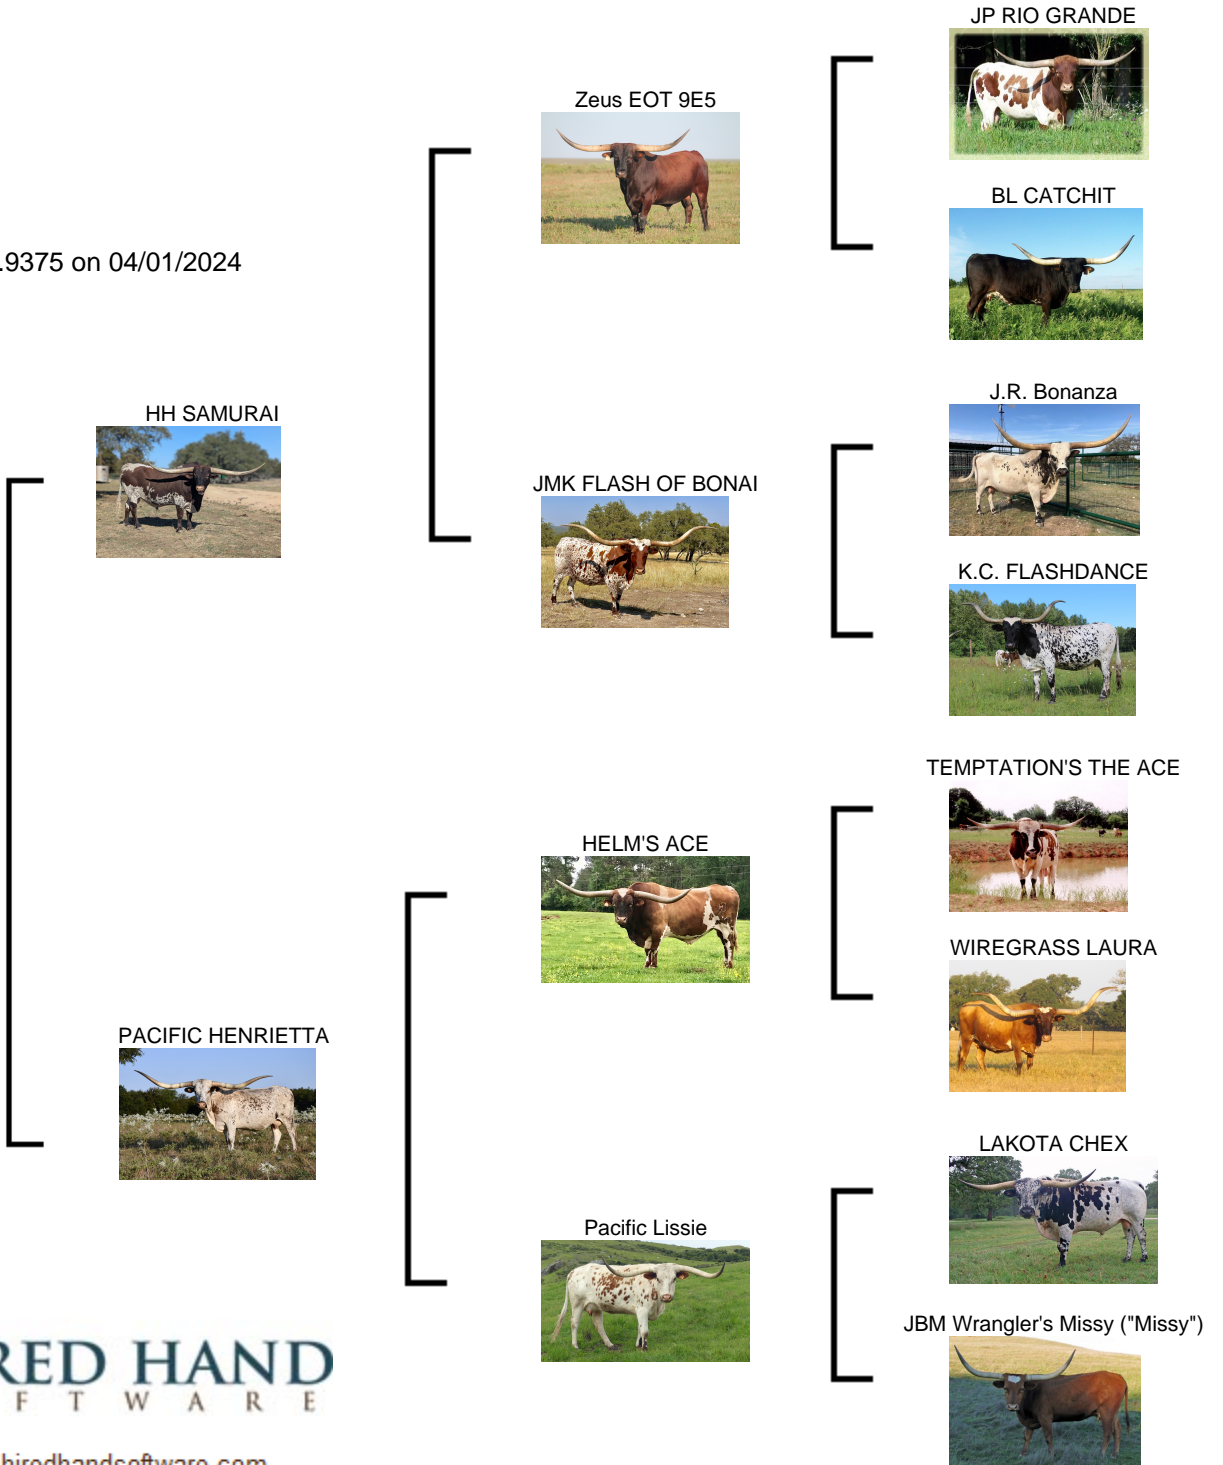 JP RIO GRANDE
Zeus EOT 9E5
BL CATCHIT
.9375 on 04/01/2024
J.R. Bonanza
HH SAMURAI
JMK FLASH OF BONAI
K.C. FLASHDANCE
TEMPTATION'S THE ACE
HELM'S ACE
WIREGRASS LAURA
PACIFIC HENRIETTA
LAKOTA CHEX
Pacific Lissie
JBM Wrangler's Missy ("Missy")
RED HAND
F T W A R E
hiredhandsoftware.com